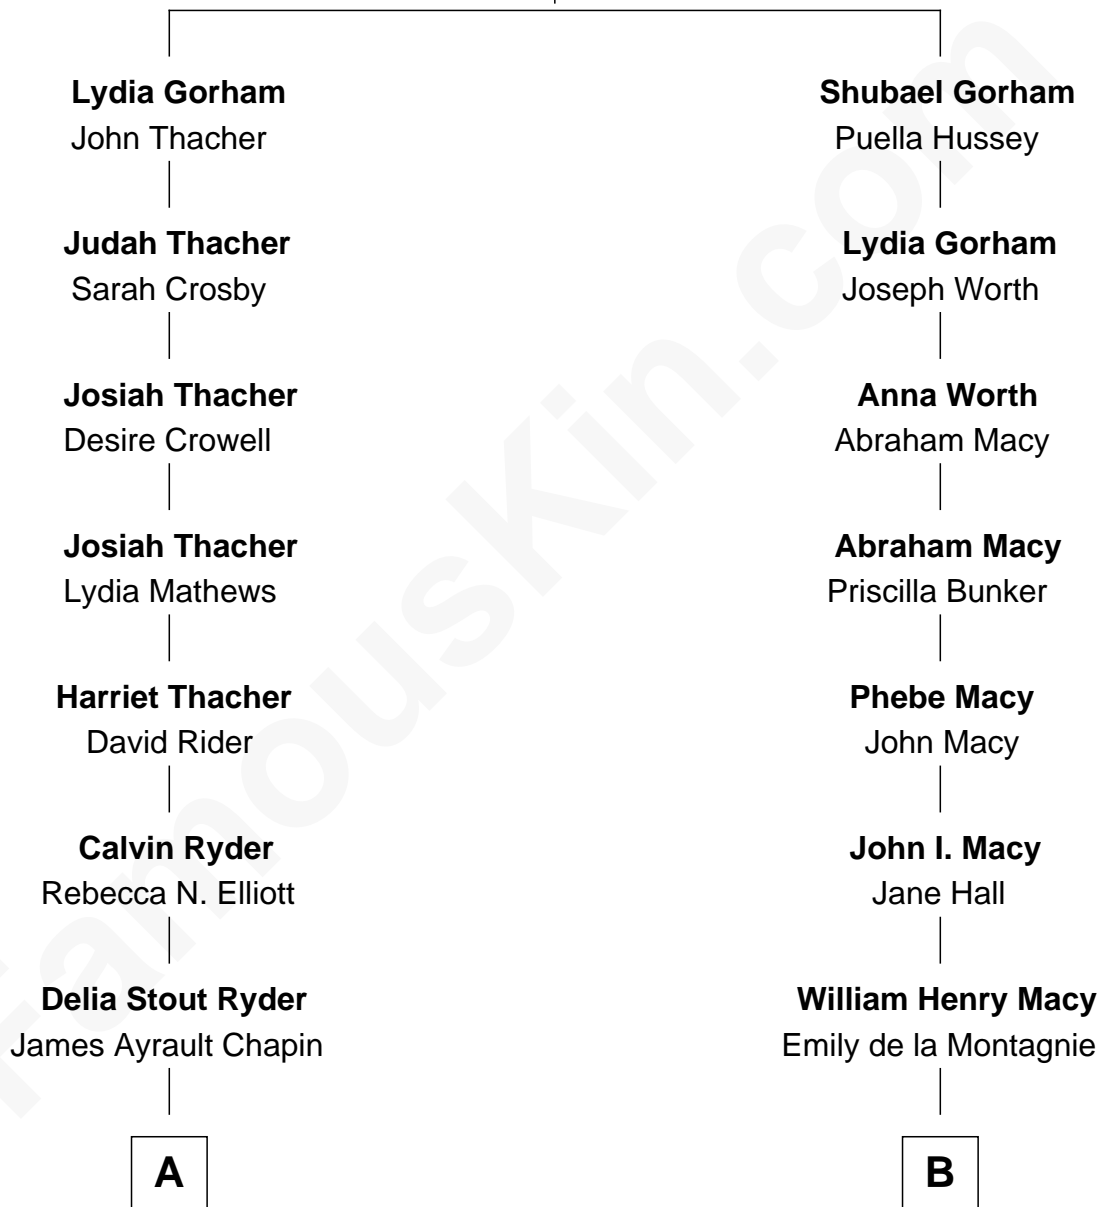 Lydia Gorham
John Thacher
Judah Thacher
Sarah Crosby
Josiah Thacher
Desire Crowell
Josiah Thacher
Lydia Mathews
Harriet Thacher
David Rider
Calvin Ryder
Rebecca N. Elliott
Delia Stout Ryder
James Ayrault Chapin
A
Shubael Gorham
Puella Hussey
Lydia Gorham
Joseph Worth
Anna Worth
Abraham Macy
Abraham Macy
Priscilla Bunker
Phebe Macy
John Macy
John I. Macy
Jane Hall
William Henry Macy
Emily de la Montagnie
B
FamousKin.com